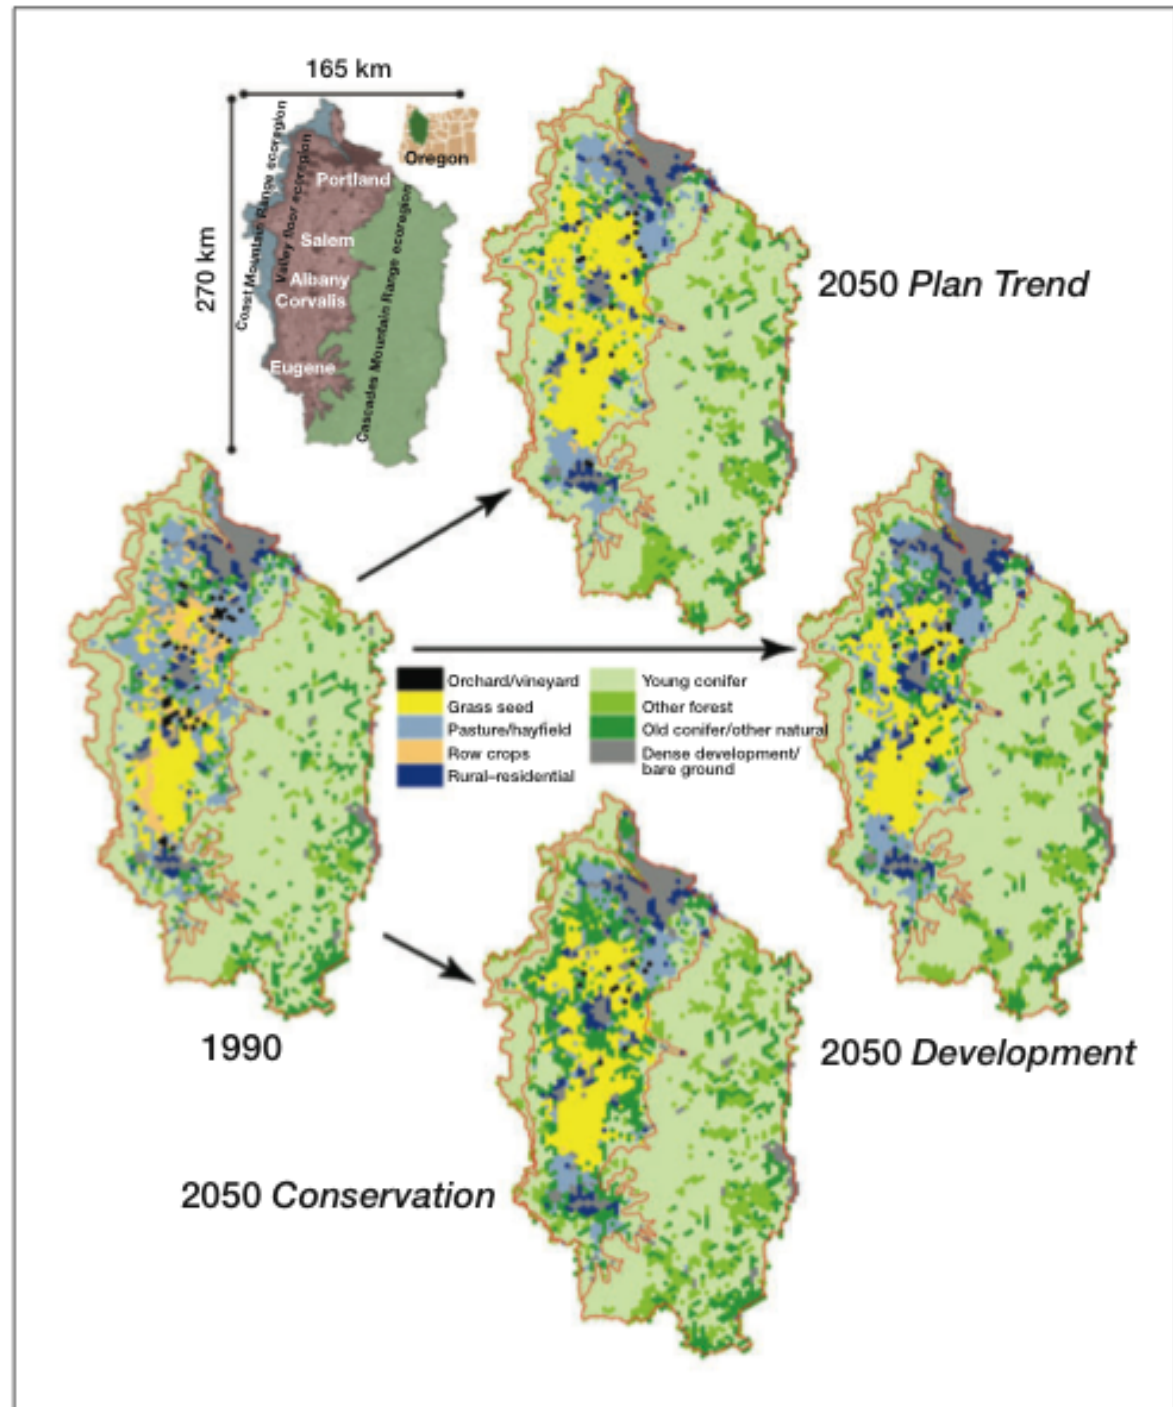 165 km
270 km
Coast Mountain Range ecoregion
Valley floor ecoregion
Cascades Mountain Range ecoregion
Oregon
Portland
Salem
Albany
Corvalis
Eugene
2050 Plan Trend
Orchard/vineyard
Grass seed
Pasture/hayfield
Row crops
Rural–residential
Young conifer
Other forest
Old conifer/other natural
Dense development/
bare ground
1990
2050 Development
2050 Conservation